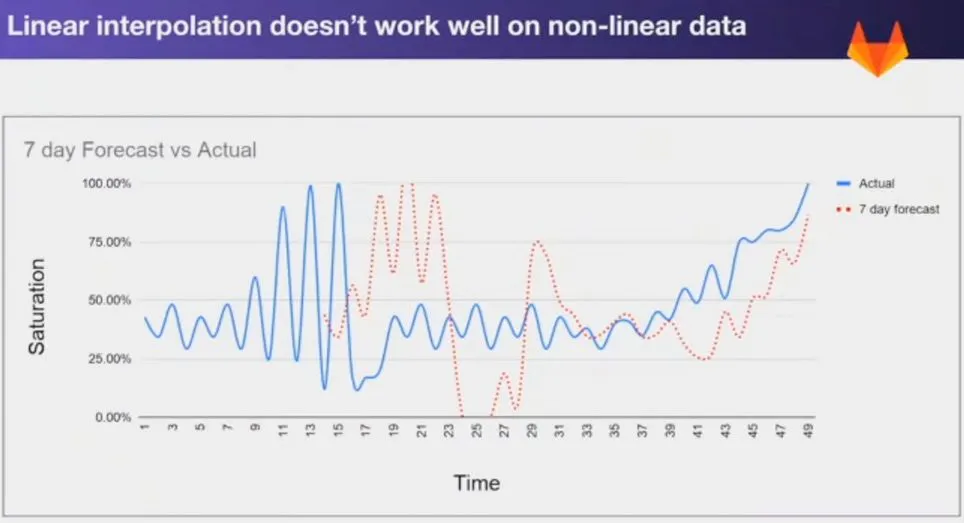 Linear interpolation doesn’t work well on non-linear data
7 day Forecast vs Actual
100.00%
75.00%
50.00%
25.00%
0.00%
Saturation
1 3 5 7 9 11 13 15 17 19 21 23 25 27 29 31 33 35 37 39 41 43 45 47 49
Time
Actual
7 day forecast